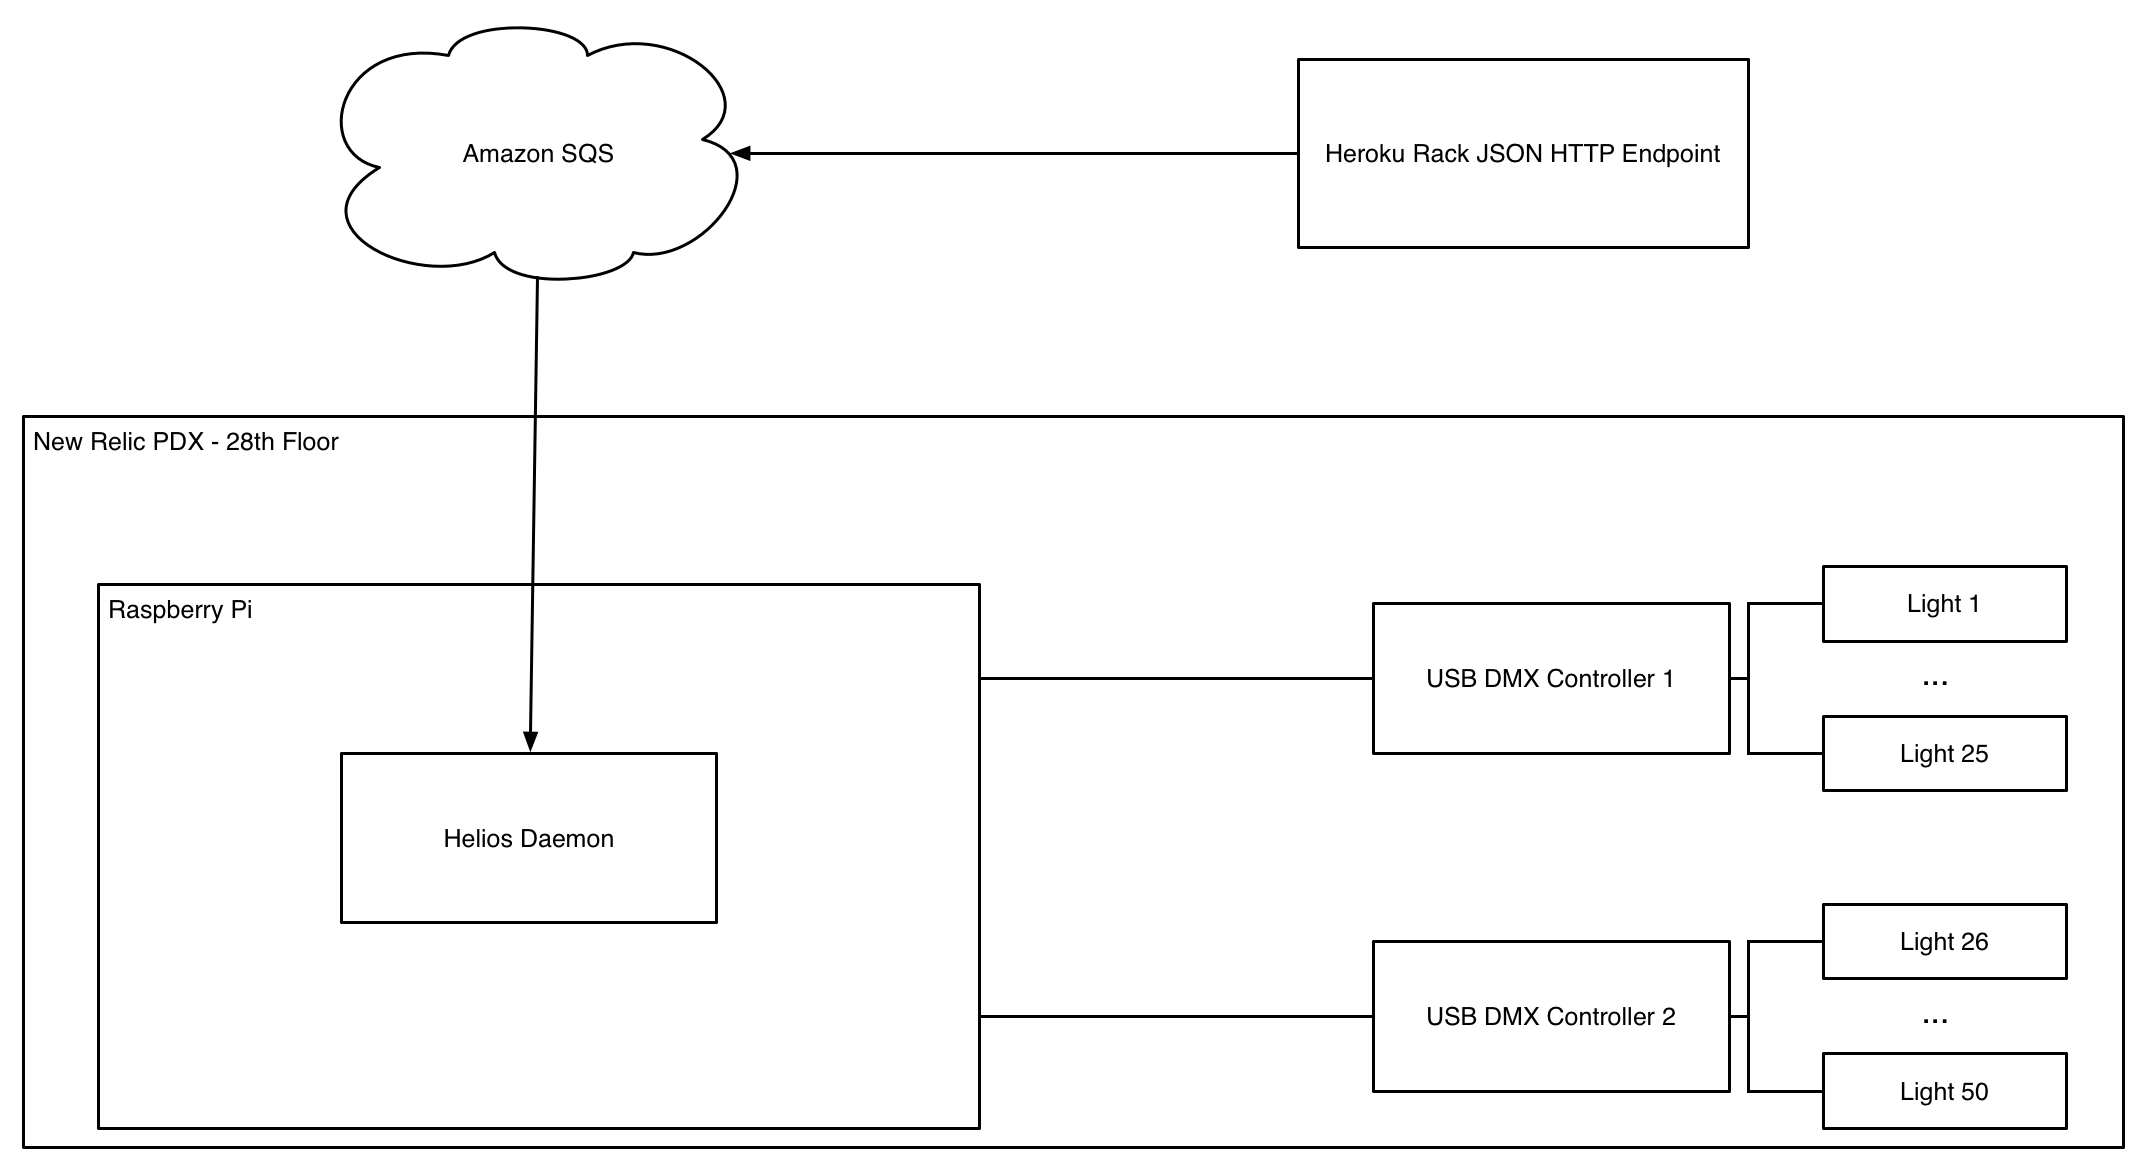 Amazon SQS
Heroku Rack JSON HTTP Endpoint
New Relic PDX - 28th Floor
Raspberry Pi
Helios Daemon
USB DMX Controller 1
Light 1
...
Light 25
USB DMX Controller 2
Light 26
...
Light 50